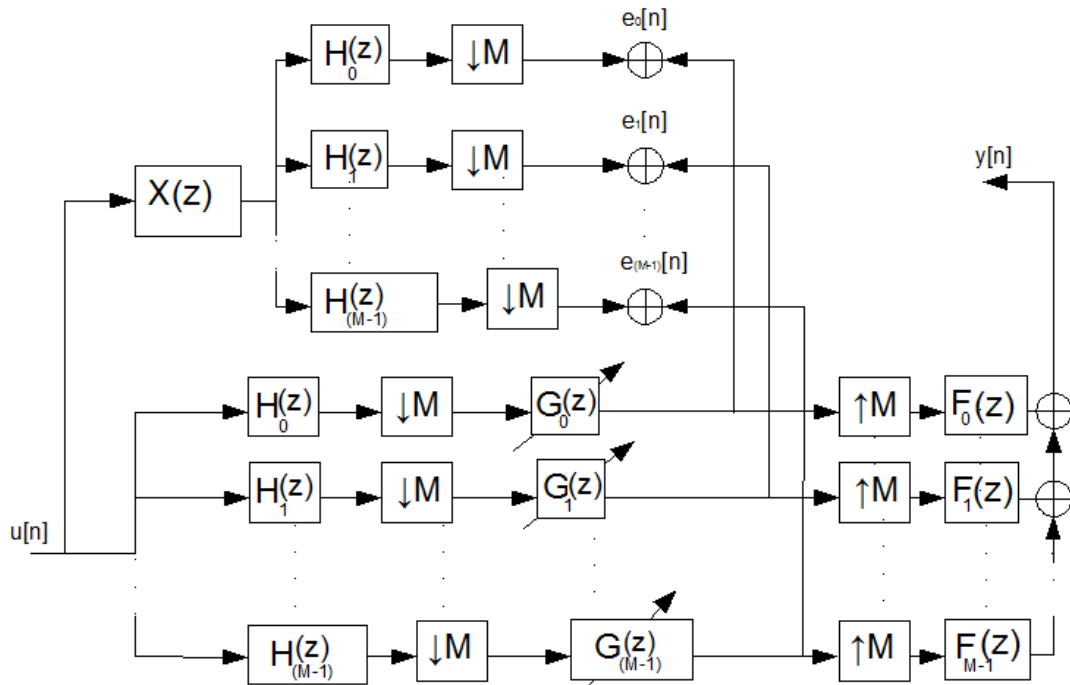 e₀[n]
H₀(z) ↓M
e₁[n]
H₁(z) ↓M
y[n]
X(z)
e₍M-1₎[n]
H(z)(M-1) ↓M
H₀(z) ↓M G₀(z) ↑M F₀(z)
H₁(z) ↓M G₁(z) ↑M F₁(z)
u[n]
H(z)(M-1) ↓M G(z)(M-1) ↑M F(z)M-1